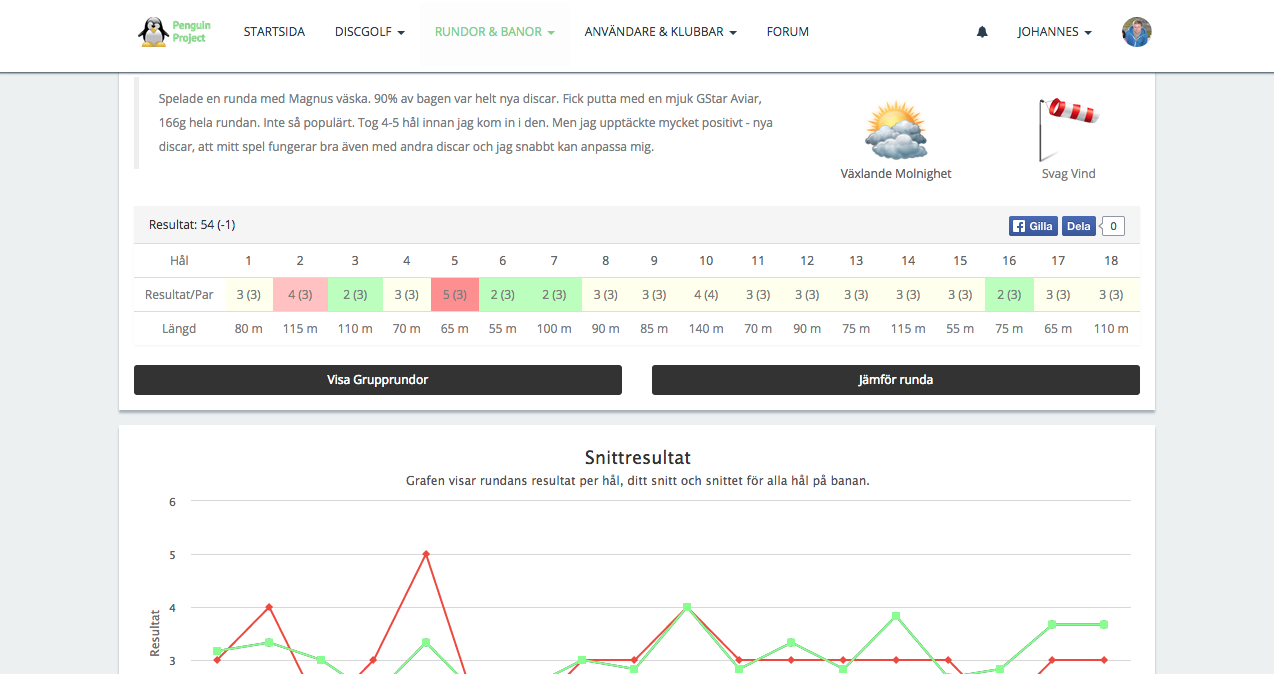 Penguin
Project
STARTSIDA DISCGOLF RUNDOR & BANOR ANVÄNDARE & KLUBBAR FORUM JOHANNES
Spelade en runda med Magnus väska. 90% av bagen var helt nya discar. Fick putta med en mjuk GStar Aviar,
166g hela rundan. Inte så populärt. Tog 4-5 hål innan jag kom in i den. Men jag upptäckte mycket positivt - nya
discar, att mitt spel fungerar bra även med andra discar och jag snabbt kan anpassa mig.
Växlande Molnighet
Svag Vind
Resultat: 54 (-1)
Gilla Dela 0
Hål 1 2 3 4 5 6 7 8 9 10 11 12 13 14 15 16 17 18
Resultat/Par 3 (3) 4 (3) 2 (3) 3 (3) 5 (3) 2 (3) 2 (3) 3 (3) 3 (3) 4 (4) 3 (3) 3 (3) 3 (3) 3 (3) 3 (3) 2 (3) 3 (3) 3 (3)
Längd 80 m 115 m 110 m 70 m 65 m 55 m 100 m 90 m 85 m 140 m 70 m 90 m 75 m 115 m 55 m 75 m 65 m 110 m
Visa Grupprundor
Jämför runda
Snittresultat
Grafen visar rundans resultat per hål, ditt snitt och snittet för alla hål på banan.
6
5
4
3
Resultat